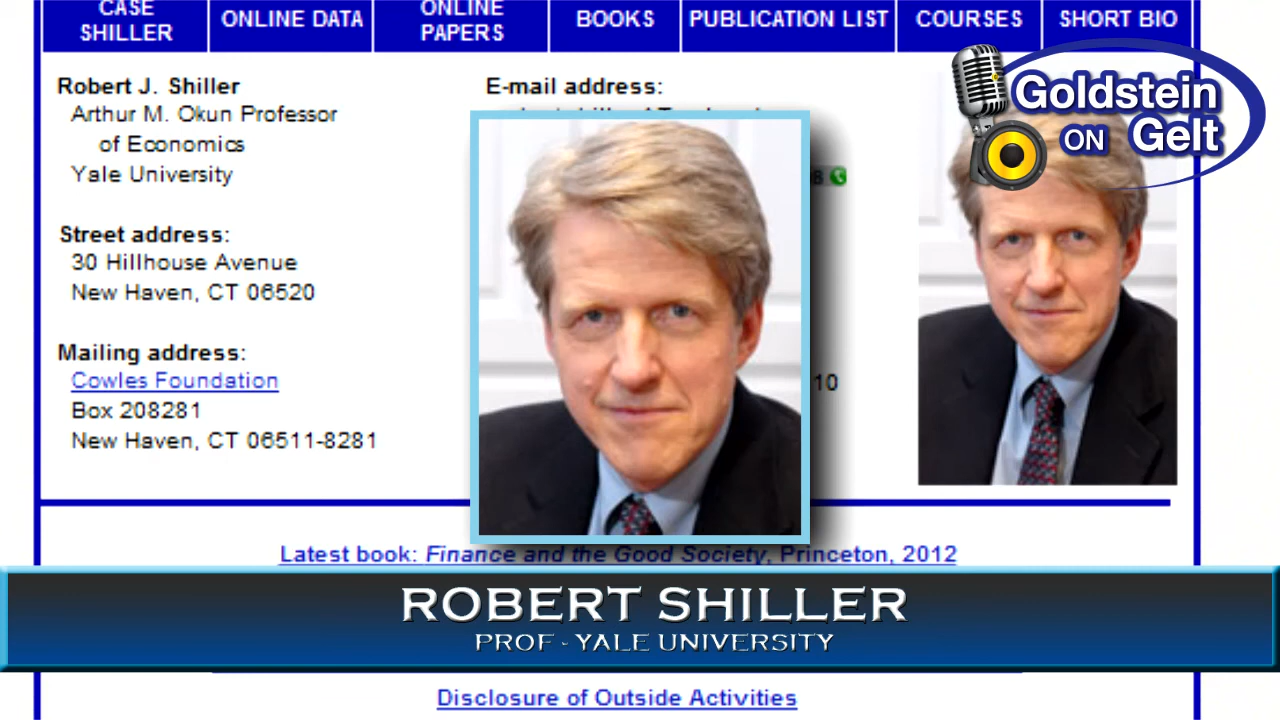 CASE
SHILLER
ONLINE DATA
ONLINE
PAPERS
BOOKS
PUBLICATION LIST
COURSES
SHORT BIO
Goldstein
ON Gelt
Robert J. Shiller
Arthur M. Okun Professor
of Economics
Yale University
E-mail address:
8
Street address:
30 Hillhouse Avenue
New Haven, CT 06520
Mailing address:
Cowles Foundation
Box 208281
New Haven, CT 06511-8281
10
Latest book: Finance and the Good Society, Princeton, 2012
ROBERT SHILLER
PROF - YALE UNIVERSITY
Disclosure of Outside Activities